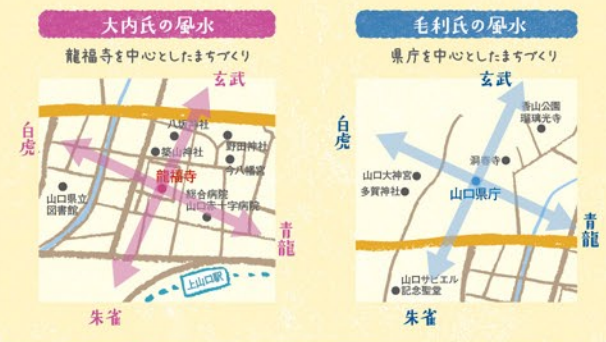 大内氏の風水
龍福寺を中心としたまちづくり
玄武
白虎
八坂神社
築山神社
野田神社
今八幡宮
龍福寺
山口県立
図書館
総合病院
山口赤十字病院
青龍
上山口駅
朱雀
毛利氏の風水
県庁を中心としたまちづくり
玄武
香山公園
瑠璃光寺
白虎
洞春寺
山口大神宮
多賀神社
山口県庁
青龍
山口サビエル
記念聖堂
朱雀